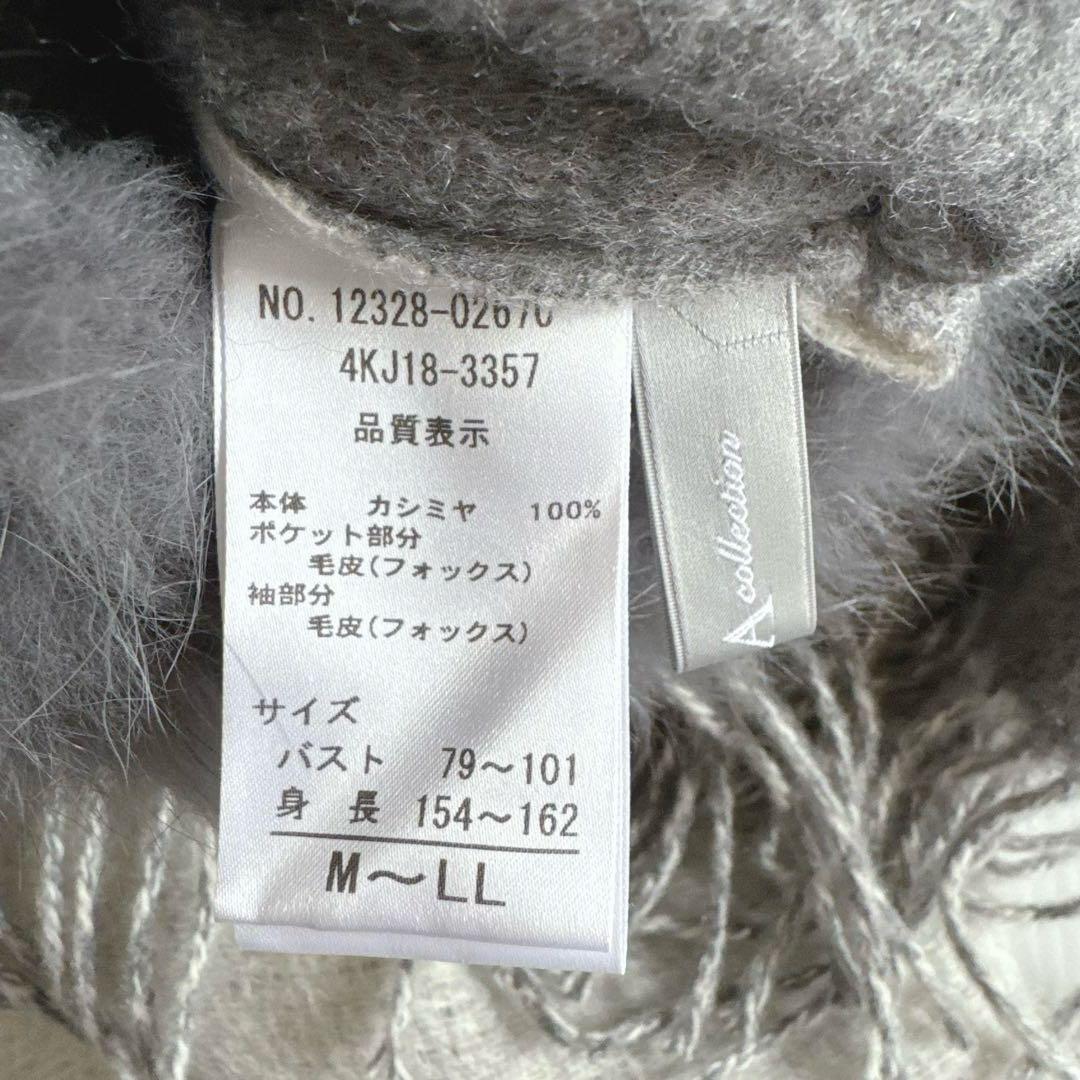 NO. 12328-02670
4KJ18-3357
品質表示
本体 カシミヤ 100%
ポケット部分
毛皮(フォックス)
袖部分
毛皮(フォックス)
サイズ
バスト 79～101
身 長 154～162
M～LL
A collection